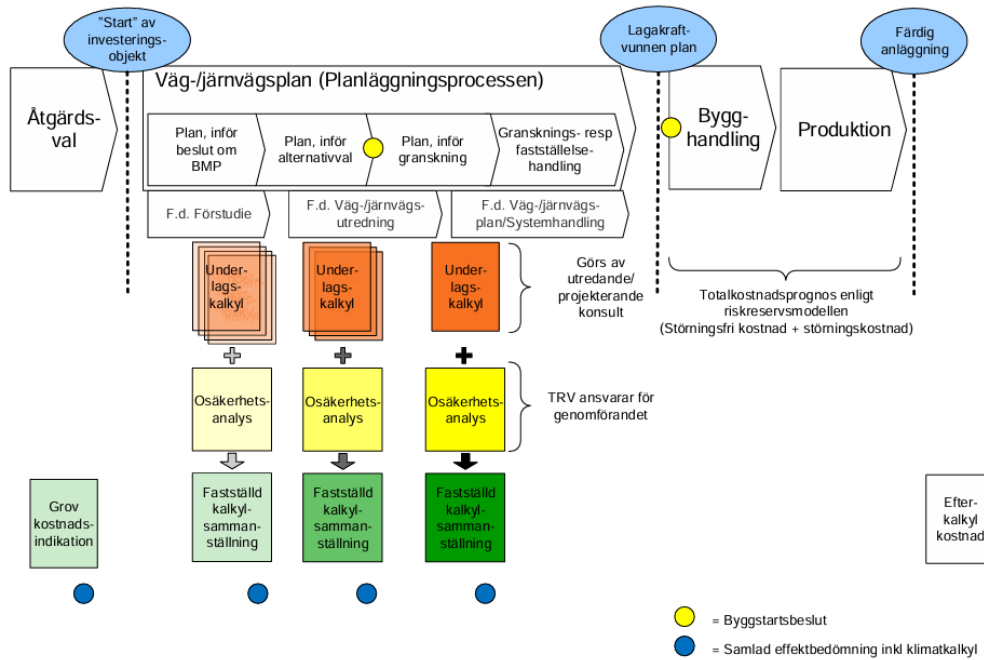 "Start" av
investerings-
objekt
Lagakraft-
vunnen plan
Färdig
anläggning
Åtgärds-
val
Väg-/järnvägsplan (Planläggningsprocessen)
Plan, inför
beslut om
BMP
Plan, inför
alternativval
Plan, inför
granskning
Gransknings- resp
fastställelse-
handling
Bygg-
handling
Produktion
F.d. Förstudie
F.d. Väg-/järnvägs-
utredning
F.d. Väg-/järnvägs-
plan/Systemhandling
Under-
lags-
kalkyl
Under-
lags-
kalkyl
Under-
lags-
kalkyl
Görs av
utredande/
projekterande
konsult
Totalkostnadsprognos enligt
riskreservsmodellen
(Störningsfri kostnad + störningskostnad)
Osäkerhets-
analys
Osäkerhets-
analys
Osäkerhets-
analys
TRV ansvarar för
genomförandet
Grov
kostnads-
indikation
Fastställd
kalkyl-
samman-
ställning
Fastställd
kalkyl-
samman-
ställning
Fastställd
kalkyl-
samman-
ställning
Efter-
kalkyl
kostnad
= Byggstartsbeslut
= Samlad effektbedömning inkl klimatkalkyl